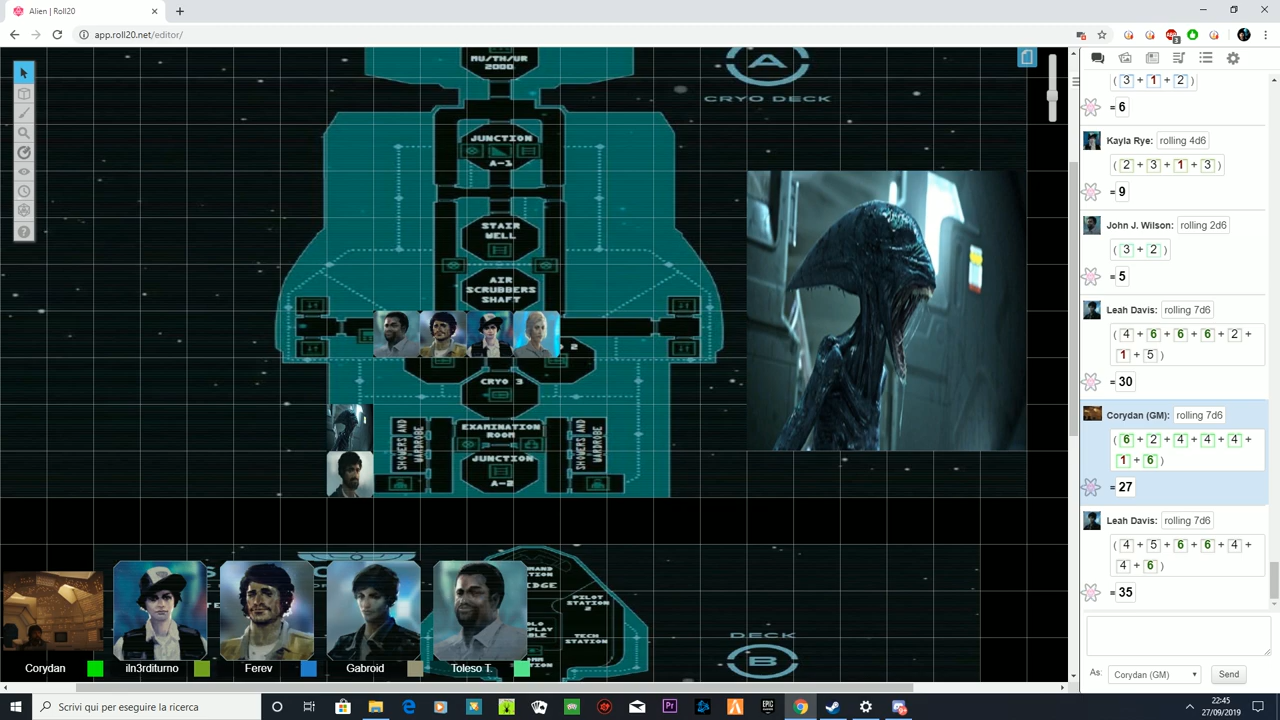 Alien | Roll20
app.roll20.net/editor/
MU/TH/UR
2000
A
CRYO DECK
JUNCTION
A-1
STAIR
WELL
AIR
SCRUBBERS
SHAFT
2
CRYO 3
SHOWERS AND
WARDROBE
EXAMINATION
ROOM
SHOWERS AND
WARDROBE
JUNCTION
A-2
PILOT
STATION
2
TECH
STATION
DECK
B
Corydan
iln3rditurno
Ferev
Gabroid
Toleso T.
( 3 + 1 + 2 )
= 6
Kayla Rye: rolling 4d6
( 2 + 3 + 1 + 3 )
= 9
John J. Wilson: rolling 2d6
( 3 + 2 )
= 5
Leah Davis: rolling 7d6
( 4 + 6 + 6 + 6 + 2 +
1 + 5 )
= 30
Corydan (GM): rolling 7d6
6 + 2 + 4 + 4 + 4 +
1 + 6 )
= 27
Leah Davis: rolling 7d6
( 4 + 5 + 6 + 6 + 4 +
4 + 6 )
= 35
As: Corydan (GM) Send
Scrivi qui per eseguire la ricerca
22:45
27/09/2019